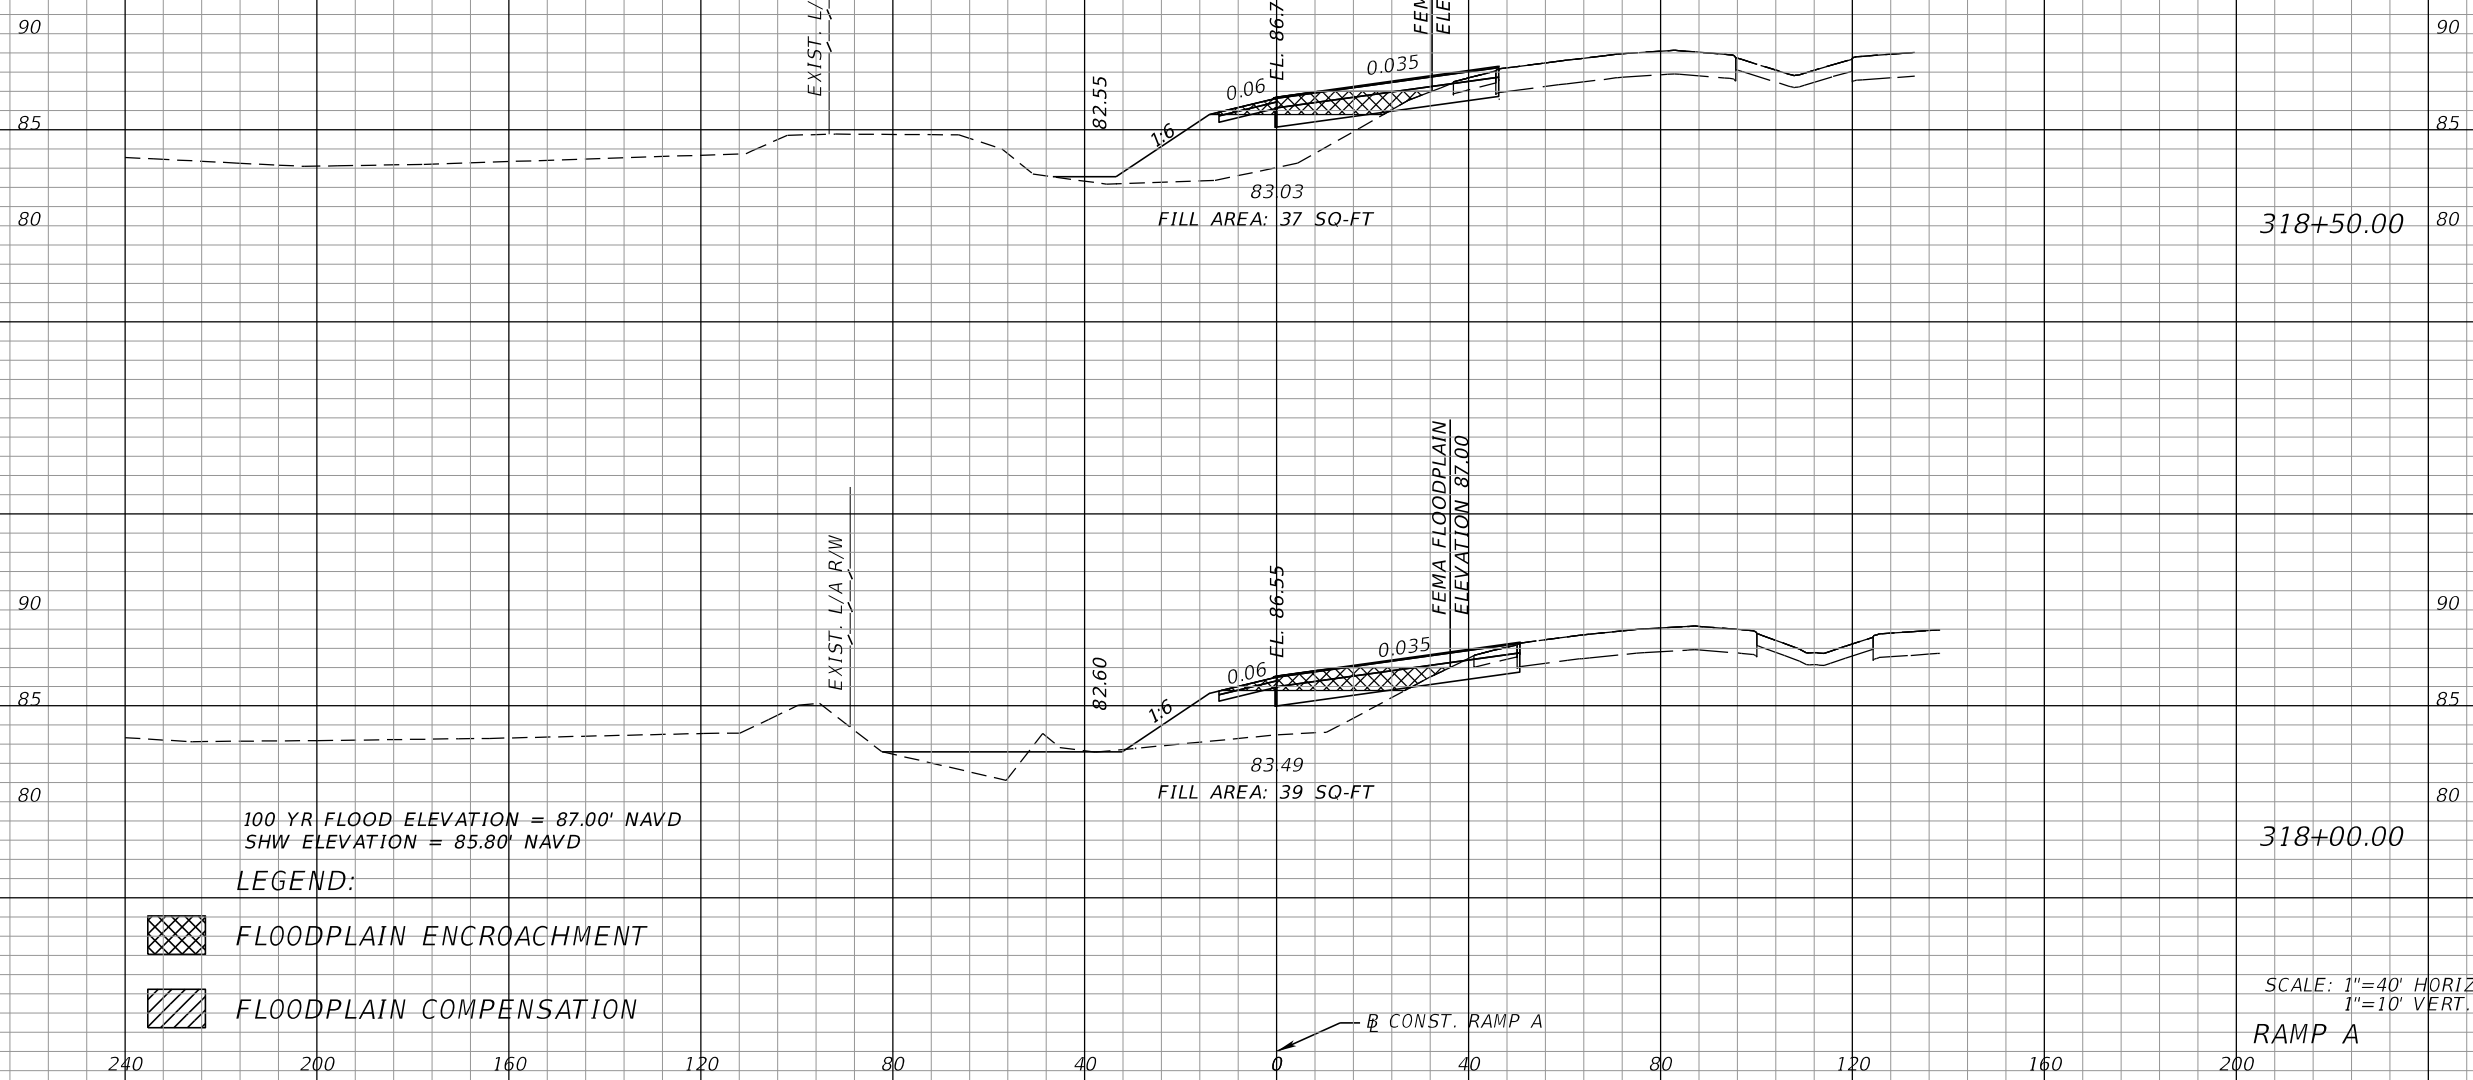 90
EXIST. L/
EL. 86.7
FEM
ELE
90
0.035
0.06
82.55
85
1:6
85
83.03
80
FILL AREA: 37 SQ-FT
318+50.00
80
FEMA FLOODPLAIN
ELEVATION 87.00
EXIST. L/A R/W
EL. 86.55
90
90
0.035
0.06
82.60
85
1:6
85
83.49
80
FILL AREA: 39 SQ-FT
80
100 YR FLOOD ELEVATION = 87.00' NAVD
SHW ELEVATION = 85.80' NAVD
318+00.00
LEGEND:
FLOODPLAIN ENCROACHMENT
FLOODPLAIN COMPENSATION
SCALE: 1"=40' HORIZ
1"=10' VERT.
BL CONST. RAMP A
RAMP A
240 200 160 120 80 40 0 40 80 120 160 200